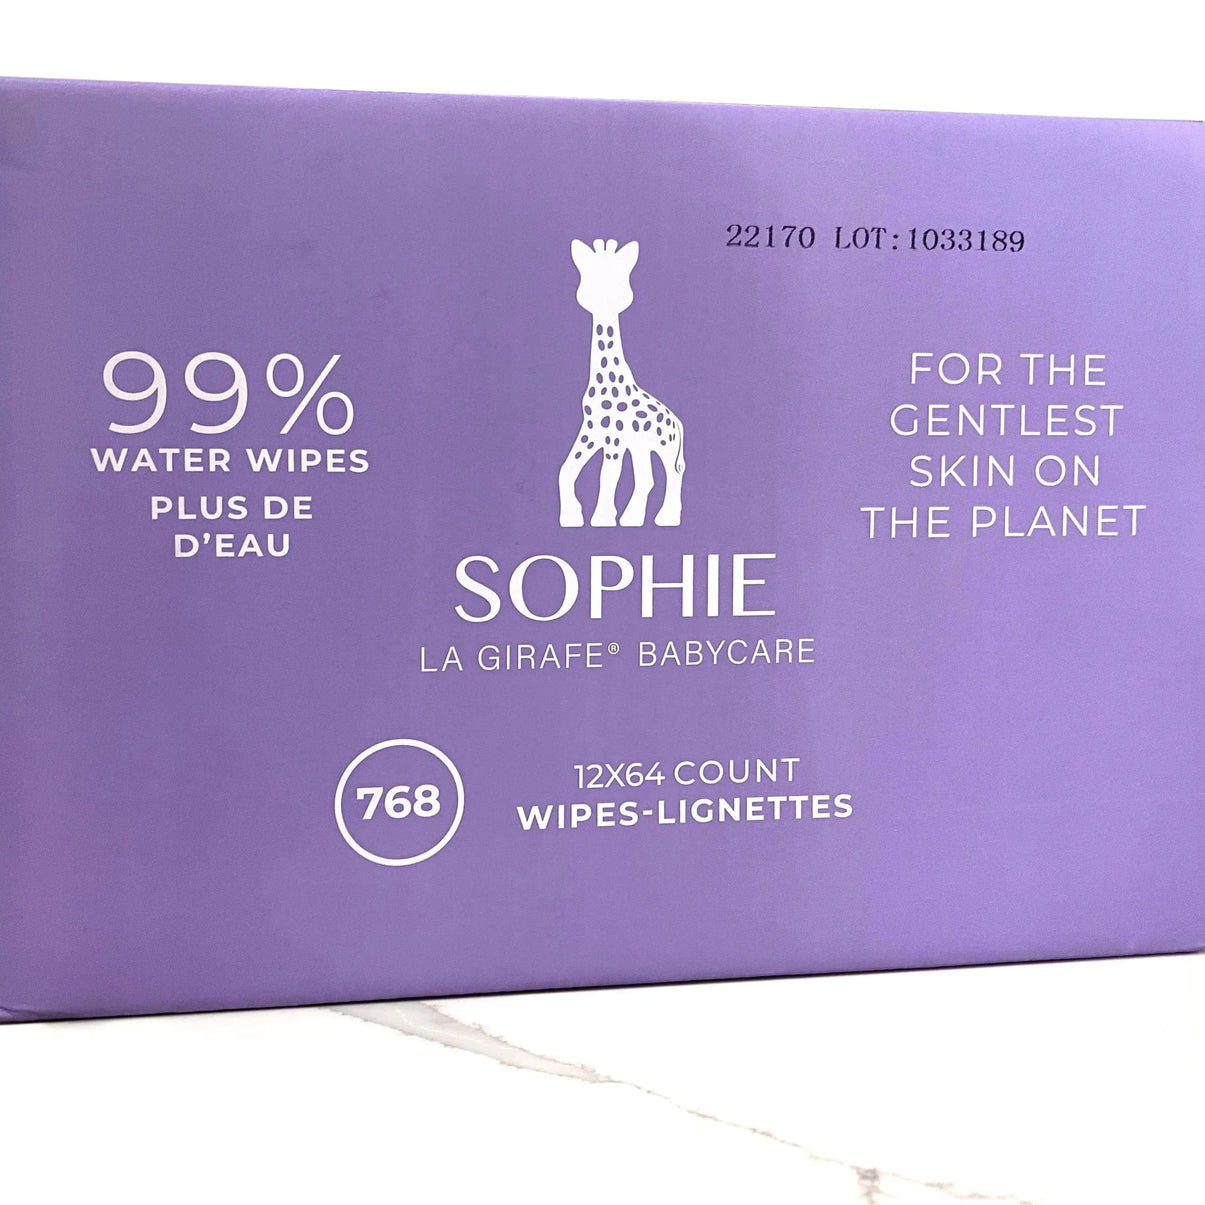 22170 LOT:1033189
99%
WATER WIPES
PLUS DE
D'EAU
SOPHIE
LA GIRAFE® BABYCARE
FOR THE
GENTLEST
SKIN ON
THE PLANET
768
12X64 COUNT
WIPES-LIGNETTES